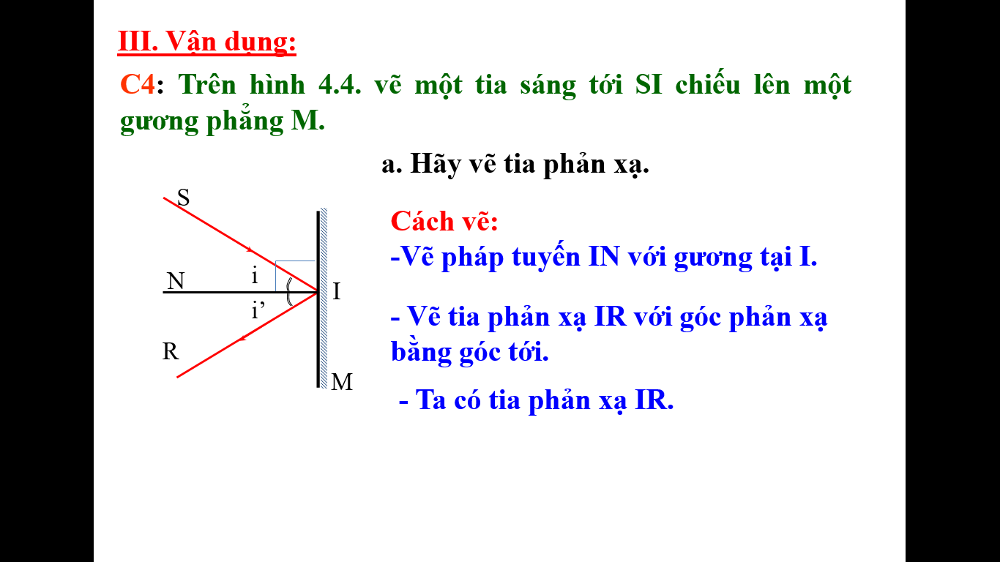 III. Vận dụng:
C4: Trên hình 4.4. vẽ một tia sáng tới SI chiếu lên một
gương phẳng M.
a. Hãy vẽ tia phản xạ.
S
N
i
i’
I
R
M
Cách vẽ:
-Vẽ pháp tuyến IN với gương tại I.
- Vẽ tia phản xạ IR với góc phản xạ
bằng góc tới.
- Ta có tia phản xạ IR.